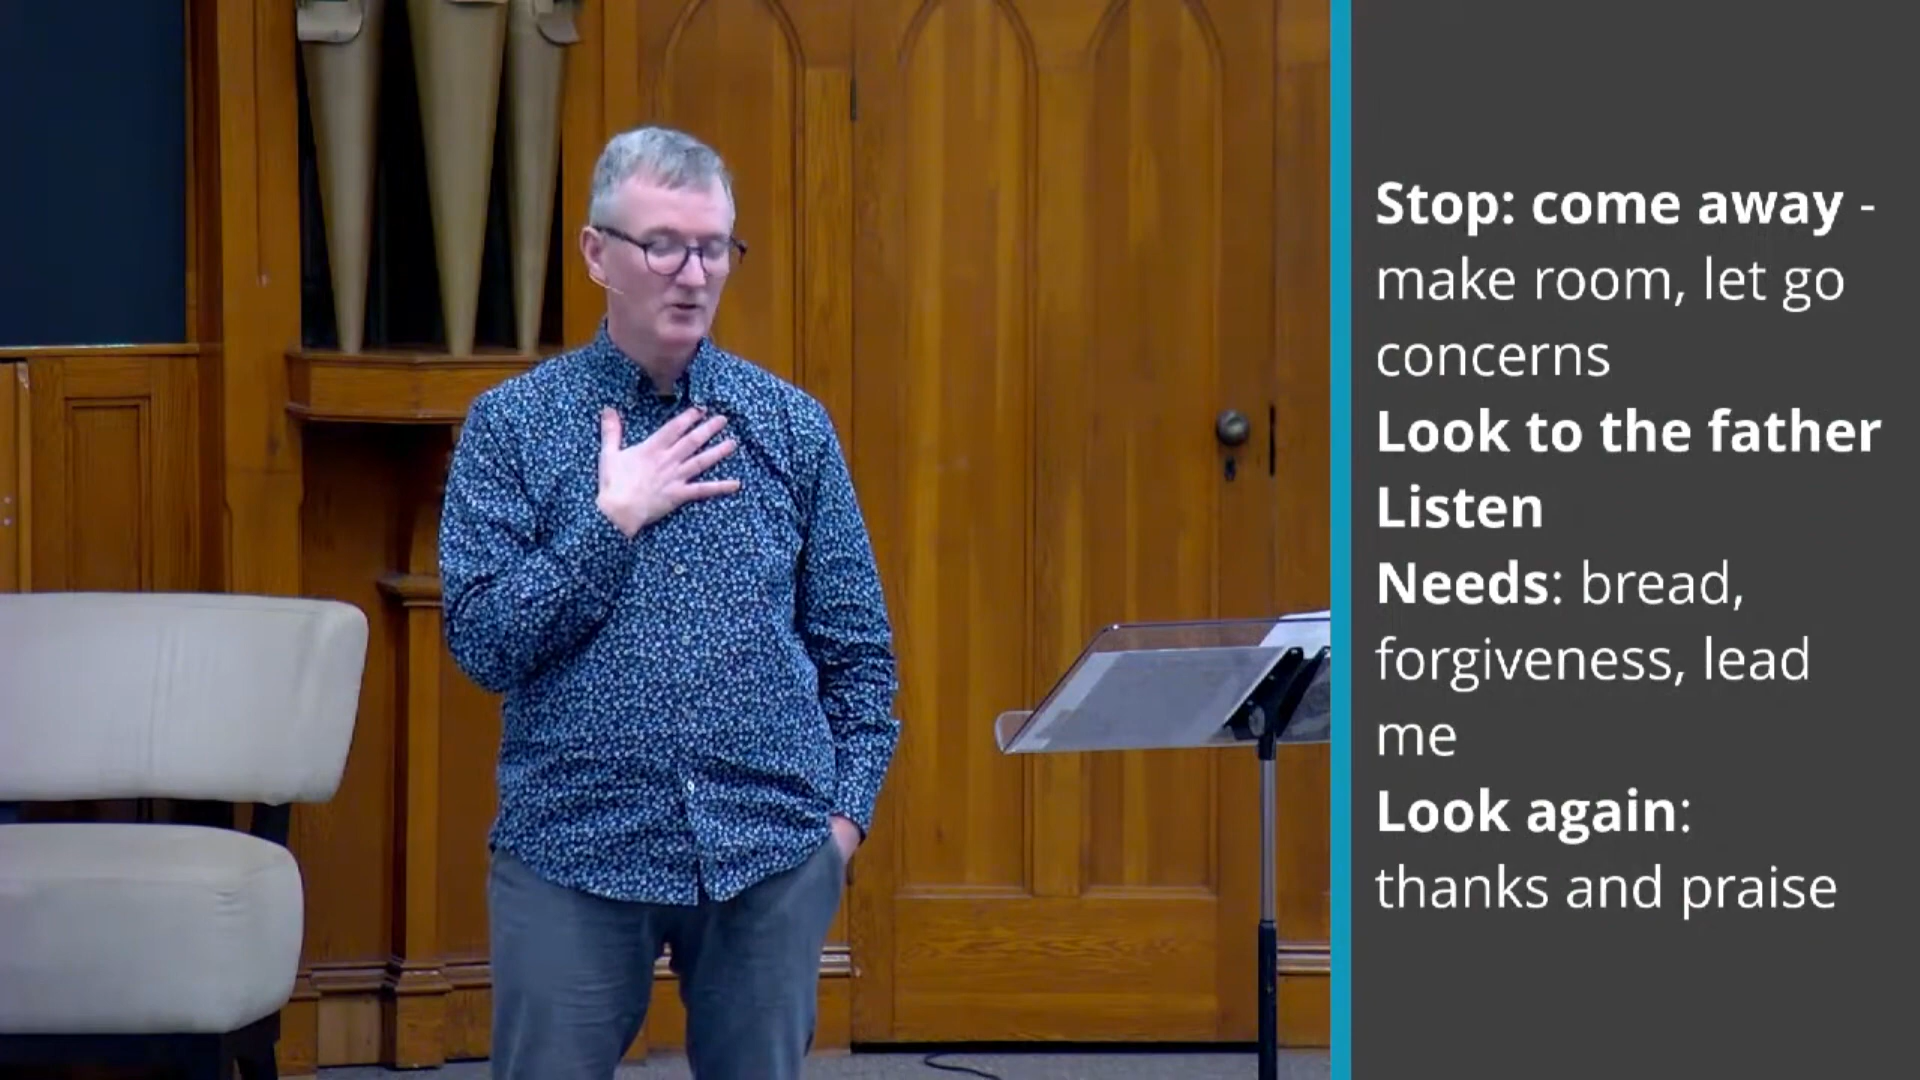 Stop: come away -
make room, let go
concerns
Look to the father
Listen
Needs: bread,
forgiveness, lead
me
Look again:
thanks and praise